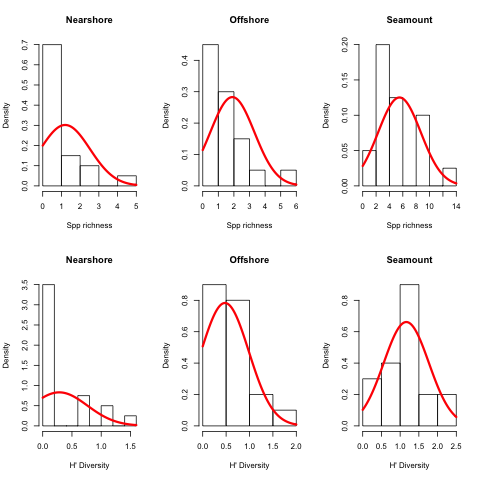 Nearshore
Offshore
Seamount
Density
0.0 0.1 0.2 0.3 0.4 0.5 0.6 0.7
0 1 2 3 4 5
Spp richness
Density
0.0 0.1 0.2 0.3 0.4
0 1 2 3 4 5 6
Spp richness
Density
0.00 0.05 0.10 0.15 0.20
0 2 4 6 8 10 14
Spp richness
Nearshore
Offshore
Seamount
Density
0.0 0.5 1.0 1.5 2.0 2.5 3.0 3.5
0.0 0.5 1.0 1.5
H' Diversity
Density
0.0 0.2 0.4 0.6 0.8
0.0 0.5 1.0 1.5 2.0
H' Diversity
Density
0.0 0.2 0.4 0.6 0.8
0.0 0.5 1.0 1.5 2.0 2.5
H' Diversity